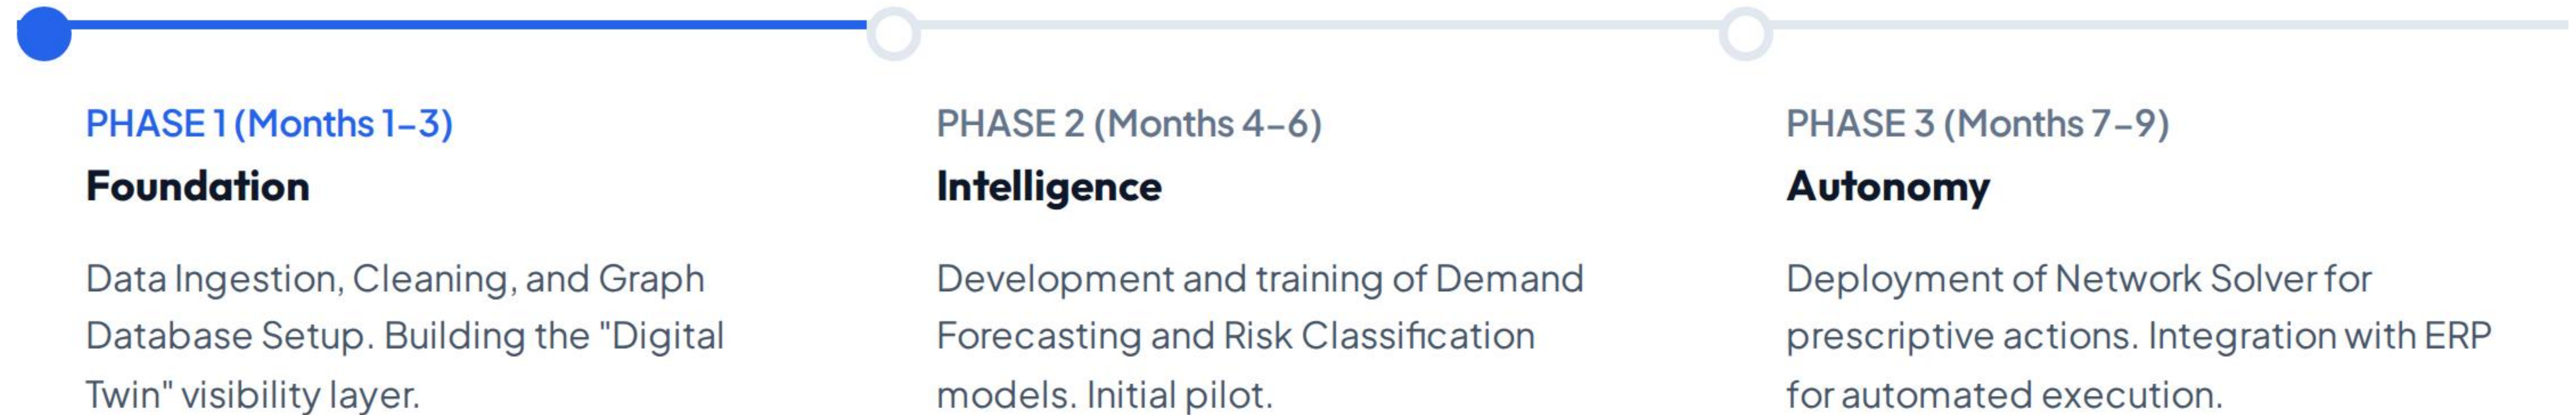 PHASE 1 (Months 1–3)
Foundation
Data Ingestion, Cleaning, and Graph
Database Setup. Building the "Digital
Twin" visibility layer.
PHASE 2 (Months 4–6)
Intelligence
Development and training of Demand
Forecasting and Risk Classification
models. Initial pilot.
PHASE 3 (Months 7–9)
Autonomy
Deployment of Network Solver for
prescriptive actions. Integration with ERP
for automated execution.